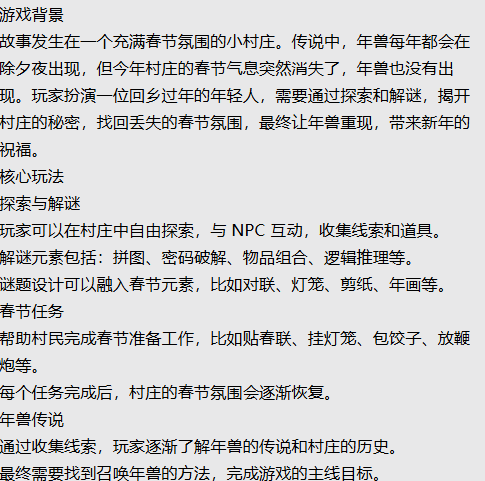 游戏背景
故事发生在一个充满春节氛围的小村庄。传说中，年兽每年都会在
除夕夜出现，但今年村庄的春节气息突然消失了，年兽也没有出
现。玩家扮演一位回乡过年的年轻人，需要通过探索和解谜，揭开
村庄的秘密，找回丢失的春节氛围，最终让年兽重现，带来新年的
祝福。
核心玩法
探索与解谜
玩家可以在村庄中自由探索，与 NPC 互动，收集线索和道具。
解谜元素包括：拼图、密码破解、物品组合、逻辑推理等。
谜题设计可以融入春节元素，比如对联、灯笼、剪纸、年画等。
春节任务
帮助村民完成春节准备工作，比如贴春联、挂灯笼、包饺子、放鞭
炮等。
每个任务完成后，村庄的春节氛围会逐渐恢复。
年兽传说
通过收集线索，玩家逐渐了解年兽的传说和村庄的历史。
最终需要找到召唤年兽的方法，完成游戏的主线目标。